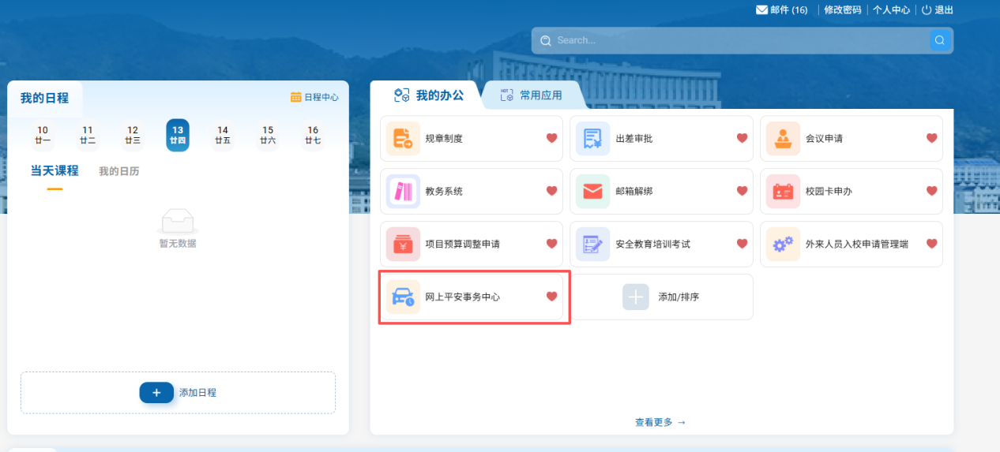 邮件 (16) 修改密码 个人中心 退出
Search...
我的日程 日程中心
10 11 12 13 14 15 16
廿一 廿二 廿三 廿四 廿五 廿六 廿七
当天课程 我的日历
暂无数据
添加日程
我的办公 常用应用
规章制度 出差审批 会议申请
教务系统 邮箱解绑 校园卡申办
项目预算调整申请 安全教育培训考试 外来人员入校申请管理端
网上平安事务中心 添加/排序
查看更多 →